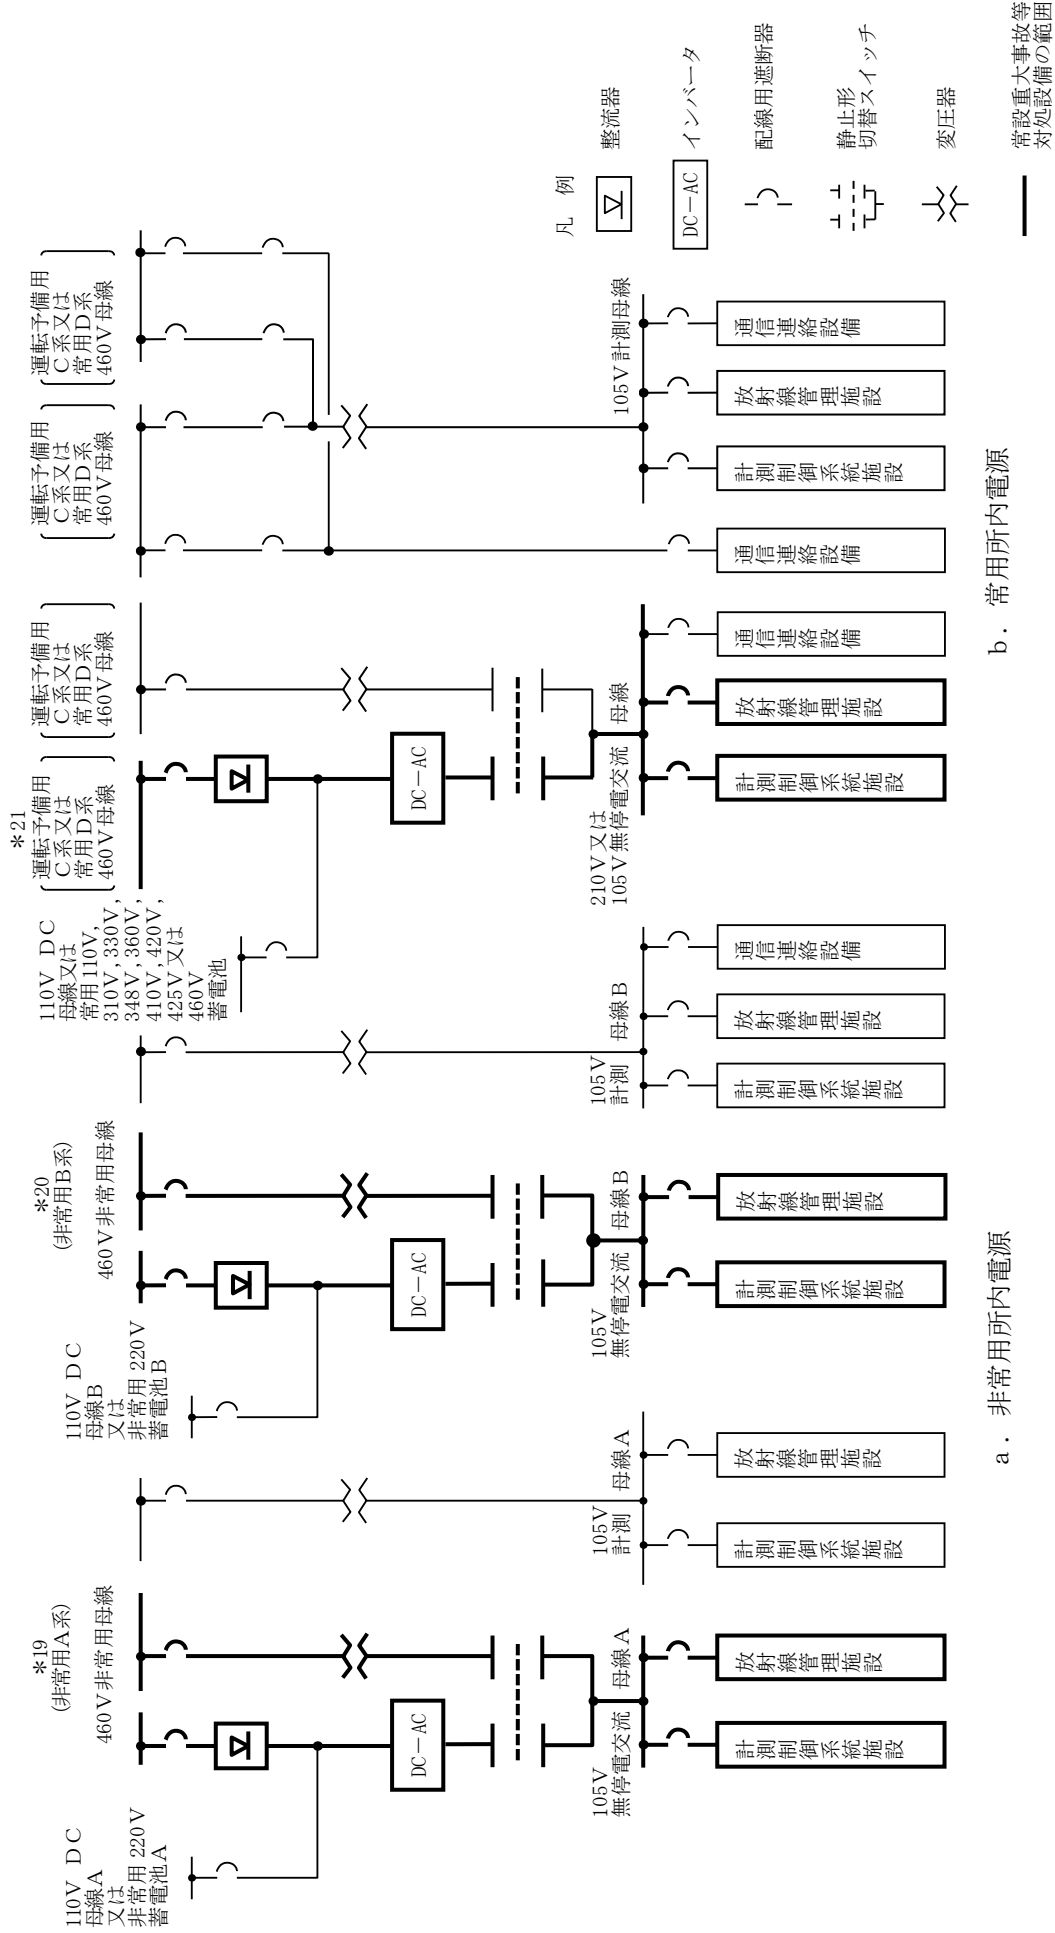 110V DC
母線A
又は
非常用 220V
蓄電池A
*19
(非常用A系)
460V非常用母線
DC－AC
105V
無停電交流
母線A
計測制御系統施設
放射線管理施設
105V
計測
母線A
計測制御系統施設
放射線管理施設
110V DC
母線B
又は
非常用 220V
蓄電池B
*20
(非常用B系)
460V非常用母線
DC－AC
105V
無停電交流
母線B
計測制御系統施設
放射線管理施設
105V
計測
母線B
計測制御系統施設
放射線管理施設
通信連絡設備
a. 非常用所内電源
110V DC
母線又は
常用110V,
310V,330V,
348V,360V,
410V,420V,
425V又は
460V
蓄電池
*21
運転予備用
C系又は
常用D系
460V母線
DC－AC
運転予備用
C系又は
常用D系
460V母線
210V又は
105V無停電交流
母線
計測制御系統施設
放射線管理施設
通信連絡設備
運転予備用
C系又は
常用D系
460V母線
運転予備用
C系又は
常用D系
460V母線
通信連絡設備
105V計測母線
計測制御系統施設
放射線管理施設
通信連絡設備
b. 常用所内電源
凡 例
整流器
DC－AC
インバータ
配線用遮断器
静止形
切替スイッチ
変圧器
常設重大事故等
対処設備の範囲